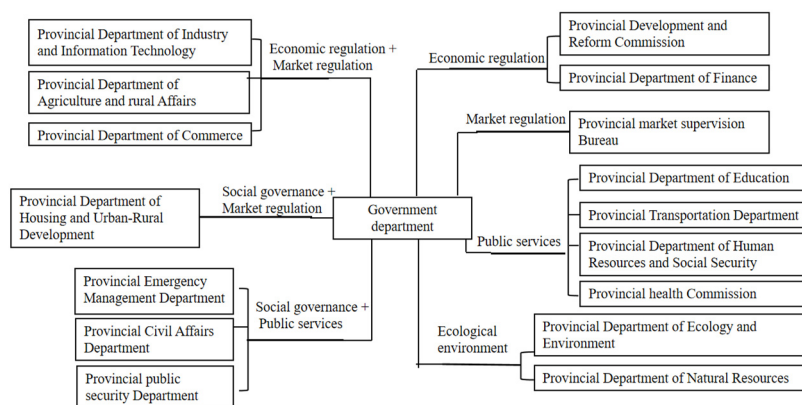 Provincial Department of Industry
and Information Technology
Provincial Department of
Agriculture and rural Affairs
Provincial Department of Commerce
Economic regulation +
Market regulation
Provincial Department of
Housing and Urban-Rural
Development
Social governance +
Market regulation
Provincial Emergency
Management Department
Provincial Civil Affairs
Department
Provincial public
security Department
Social governance +
Public services
Government
department
Economic regulation
Provincial Development and
Reform Commission
Provincial Department of Finance
Market regulation
Provincial market supervision
Bureau
Public services
Provincial Department of Education
Provincial Transportation Department
Provincial Department of Human
Resources and Social Security
Provincial health Commission
Ecological
environment
Provincial Department of Ecology and
Environment
Provincial Department of Natural Resources